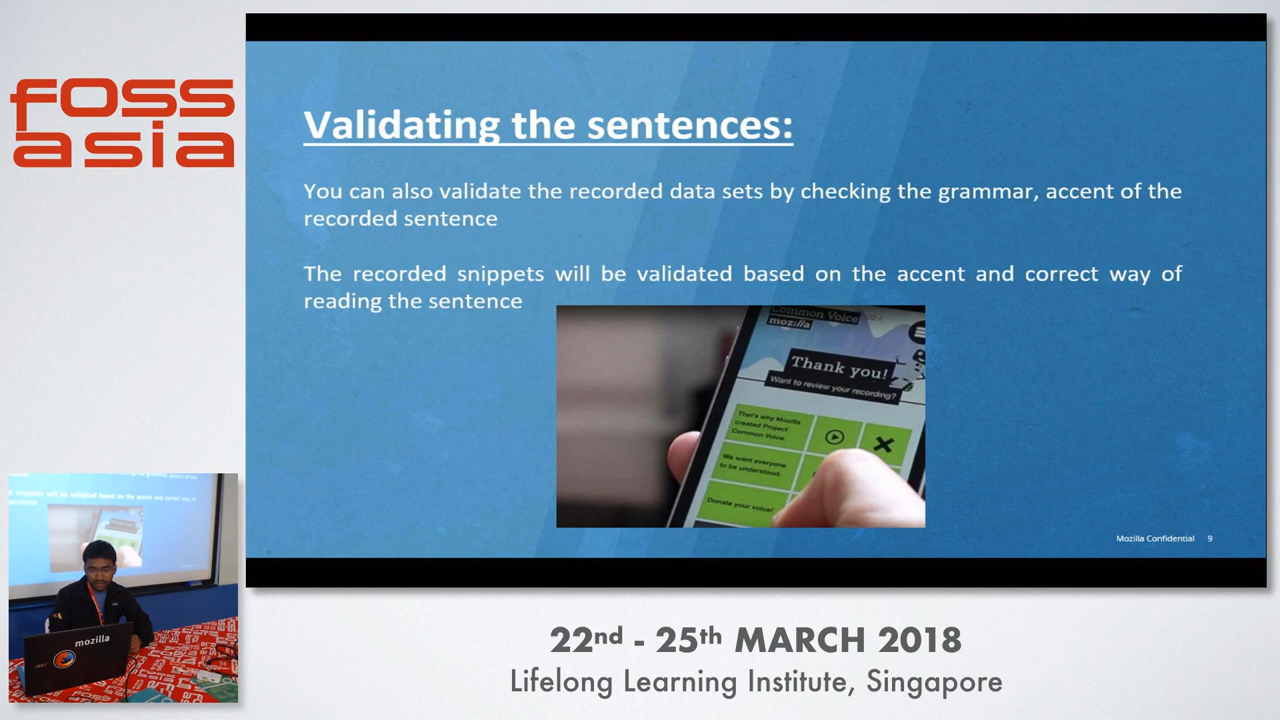 foss
asia
Validating the sentences:
You can also validate the recorded data sets by checking the grammar, accent of the
recorded sentence
The recorded snippets will be validated based on the accent and correct way of
reading the sentence
Common Voice
moz://a
Thank you!
Want to review your recording?
That's why Mozilla
created Project
Common Voice.
We want everyone
to be understood.
Donate your voice!
Mozilla Confidential 9
mozilla
22nd - 25th MARCH 2018
Lifelong Learning Institute, Singapore